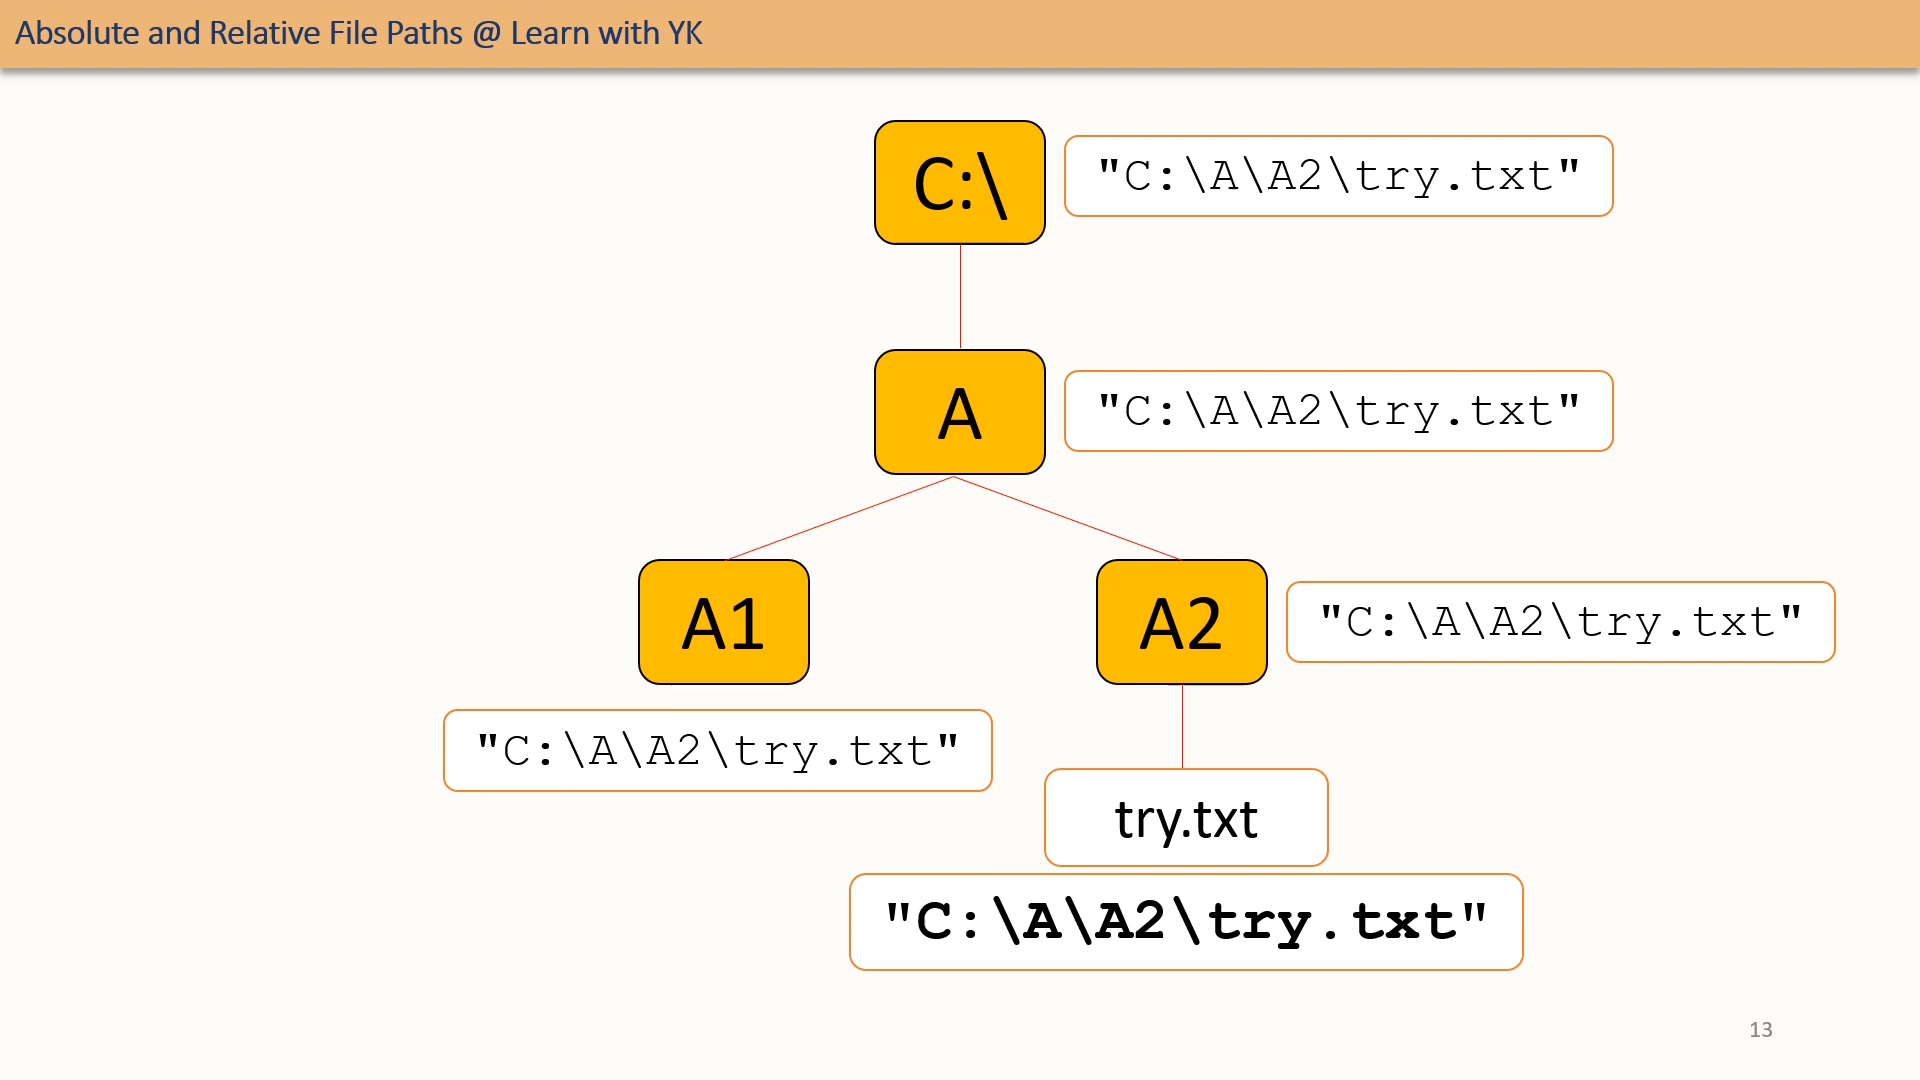 Absolute and Relative File Paths @ Learn with YK
C:\
"C:\A\A2\try.txt"
A
"C:\A\A2\try.txt"
A1
A2
"C:\A\A2\try.txt"
"C:\A\A2\try.txt"
try.txt
"C:\A\A2\try.txt"
13